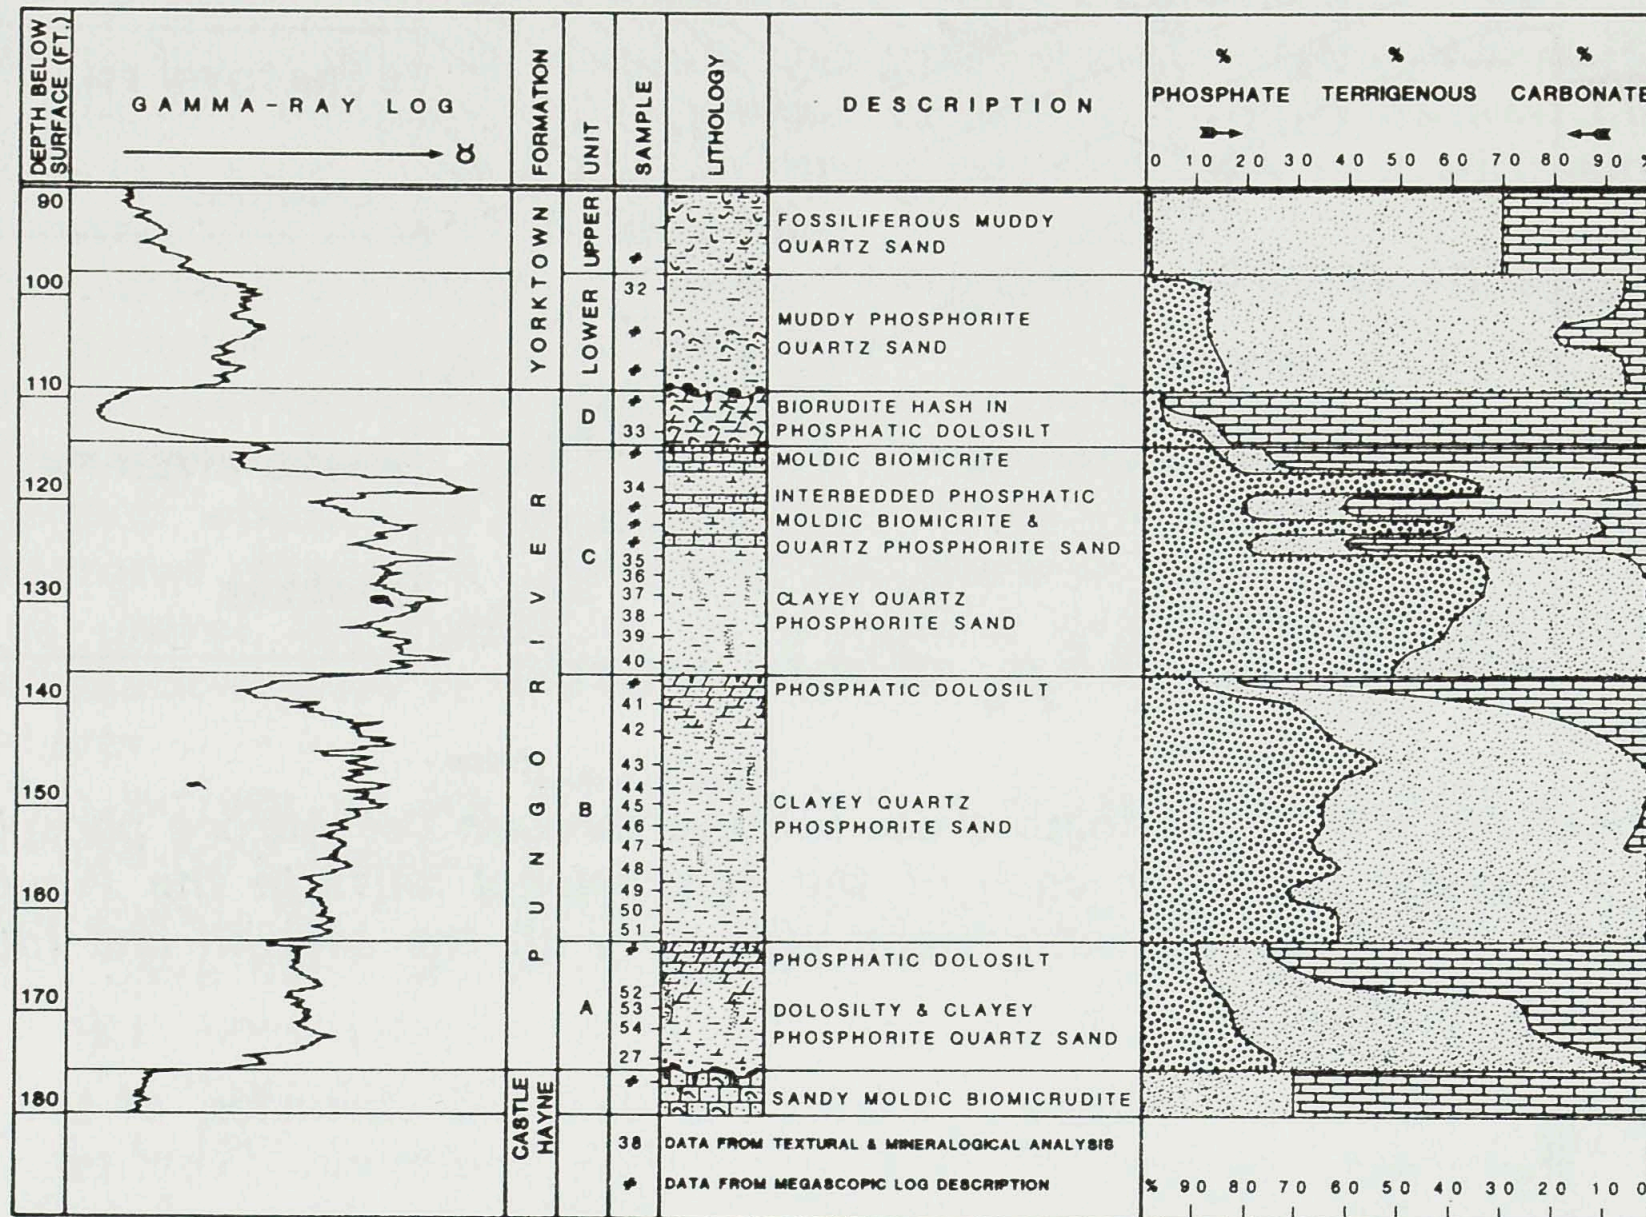 DEPTH BELOW
SURFACE (FT.)
GAMMA-RAY LOG
FORMATION
UNIT
SAMPLE
LITHOLOGY
DESCRIPTION
% % %
PHOSPHATE TERRIGENOUS CARBONATE
0 10 20 30 40 50 60 70 80 90 %
90
100
110
120
130
140
150
160
170
180
YORKTOWN
PUNGO RIVER
CASTLE
HAYNE
UPPER
LOWER
D
C
B
A
32
33
34
35
36
37
38
39
40
41
42
43
44
45
46
47
48
49
50
51
52
53
54
27
FOSSILIFEROUS MUDDY
QUARTZ SAND
MUDDY PHOSPHORITE
QUARTZ SAND
BIORUDITE HASH IN
PHOSPHATIC DOLOSILT
MOLDIC BIOMICRITE
INTERBEDDED PHOSPHATIC
MOLDIC BIOMICRITE &
QUARTZ PHOSPHORITE SAND
CLAYEY QUARTZ
PHOSPHORITE SAND
PHOSPHATIC DOLOSILT
CLAYEY QUARTZ
PHOSPHORITE SAND
PHOSPHATIC DOLOSILT
DOLOSILTY & CLAYEY
PHOSPHORITE QUARTZ SAND
SANDY MOLDIC BIOMICRUDITE
38 DATA FROM TEXTURAL & MINERALOGICAL ANALYSIS
DATA FROM MEGASCOPIC LOG DESCRIPTION
% 90 80 70 60 50 40 30 20 10 0